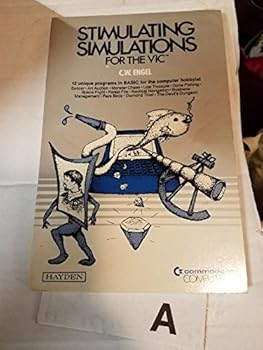 STIMULATING
SIMULATIONS
FOR THE VIC™
C.W. ENGEL
12 unique programs in BASIC for the computer hobbyist
Soccer • Art Auction • Monster Chase • Lost Treasure • Gone Fishing •
Space Flight • Forest Fire • Nautical Navigation • Business
Management • Rare Birds • Diamond Thief • The Devil's Dungeon
HAYDEN
commodore
COMPUTER
A